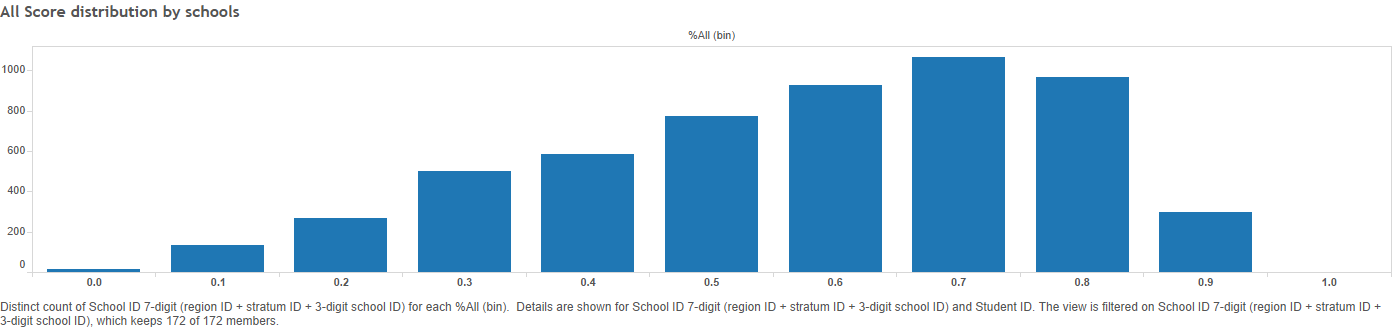 All Score distribution by schools
%All (bin)
1000
800
600
400
200
0
0.0 0.1 0.2 0.3 0.4 0.5 0.6 0.7 0.8 0.9 1.0
Distinct count of School ID 7-digit (region ID + stratum ID + 3-digit school ID) for each %All (bin).  Details are shown for School ID 7-digit (region ID + stratum ID + 3-digit school ID) and Student ID. The view is filtered on School ID 7-digit (region ID + stratum ID +
3-digit school ID), which keeps 172 of 172 members.